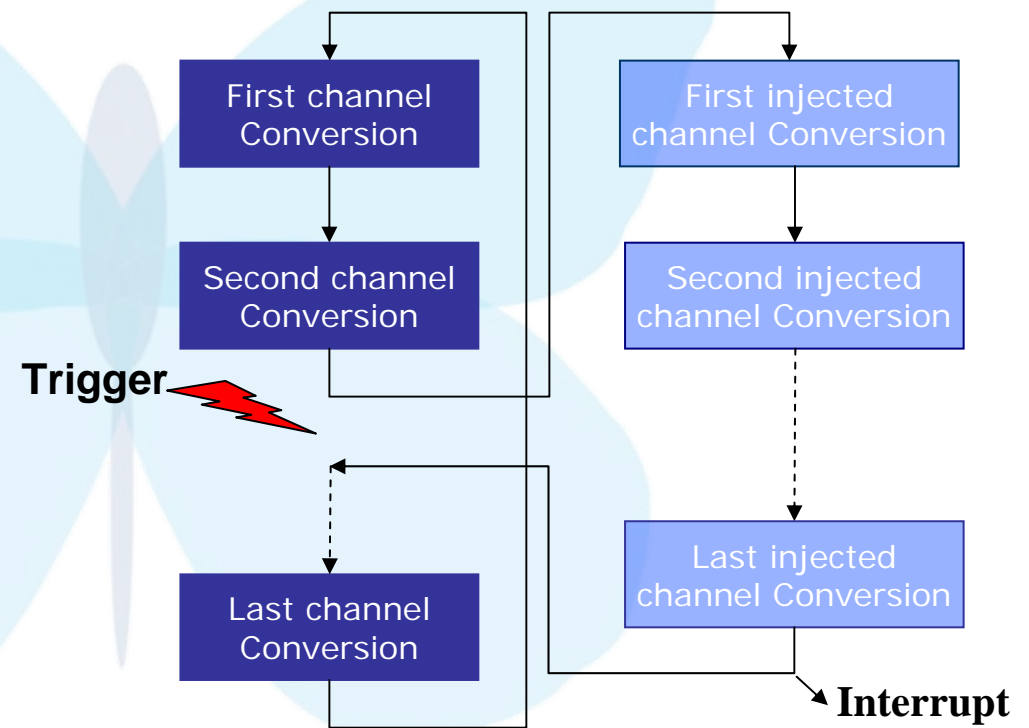 First channel
Conversion
First injected
channel Conversion
Second channel
Conversion
Second injected
channel Conversion
Trigger
Last channel
Conversion
Last injected
channel Conversion
Interrupt